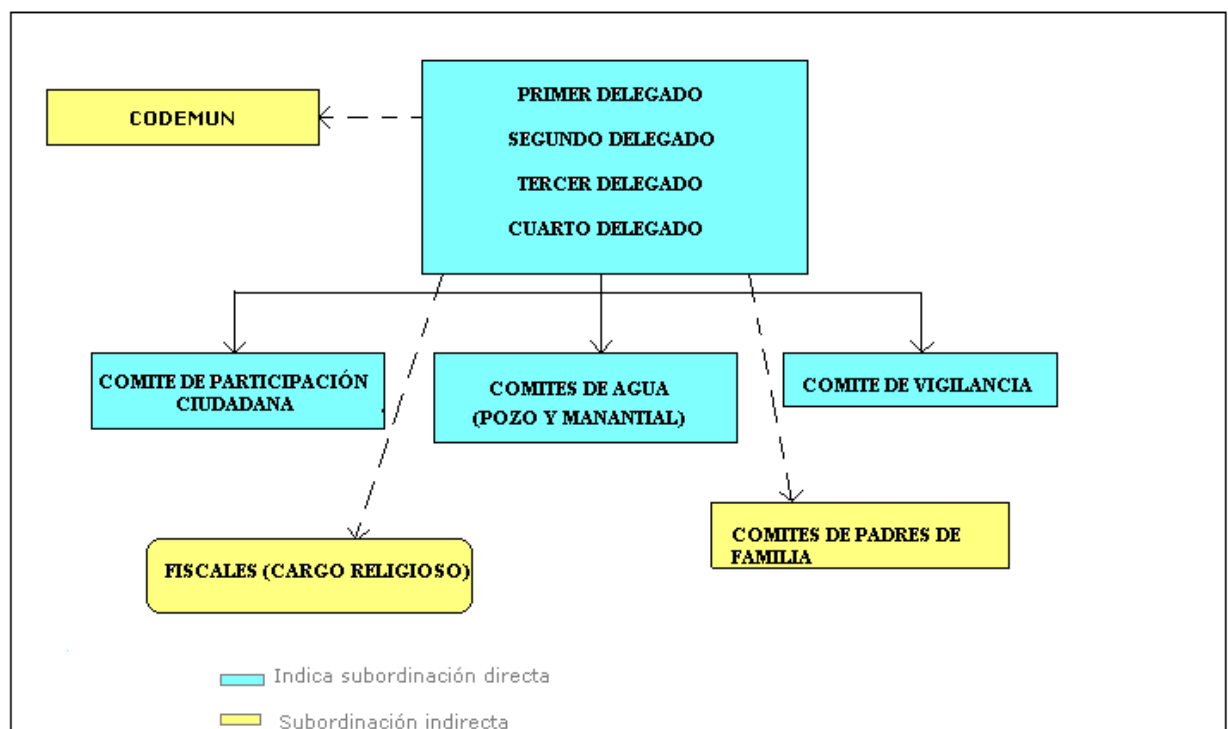 PRIMER DELEGADO
SEGUNDO DELEGADO
TERCER DELEGADO
CUARTO DELEGADO
CODEMUN
COMITE DE PARTICIPACIÓN
CIUDADANA
COMITES DE AGUA
(POZO Y MANANTIAL)
COMITE DE VIGILANCIA
FISCALES (CARGO RELIGIOSO)
COMITES DE PADRES DE
FAMILIA
Indica subordinación directa
Subordinación indirecta